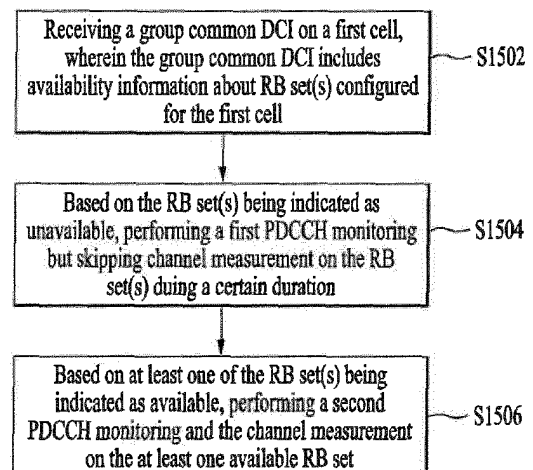 Receiving a group common DCI on a first cell,
wherein the group common DCI includes
availability information about RB set(s) configured
for the first cell
S1502
Based on the RB set(s) being indicated as
unavailable, performing a first PDCCH monitoring
but skipping channel measurement on the RB
set(s) duing a certain duration
S1504
Based on at least one of the RB set(s) being
indicated as available, performing a second
PDCCH monitoring and the channel measurement
on the at least one available RB set
S1506